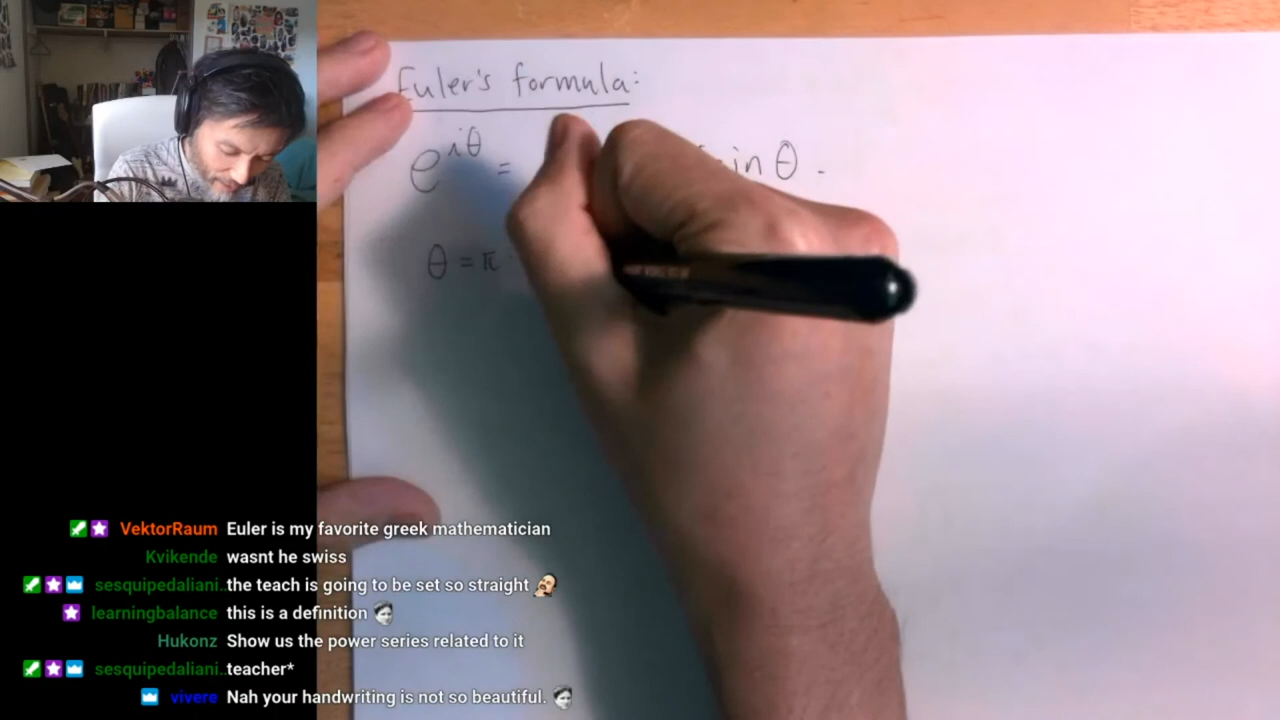 Euler's formula:
e^{iθ} = in θ.
θ = π
VektorRaum Euler is my favorite greek mathematician
Kvikende wasnt he swiss
sesquipedaliani.. the teach is going to be set so straight
learningbalance this is a definition
Hukonz Show us the power series related to it
sesquipedaliani.. teacher*
vivere Nah your handwriting is not so beautiful.